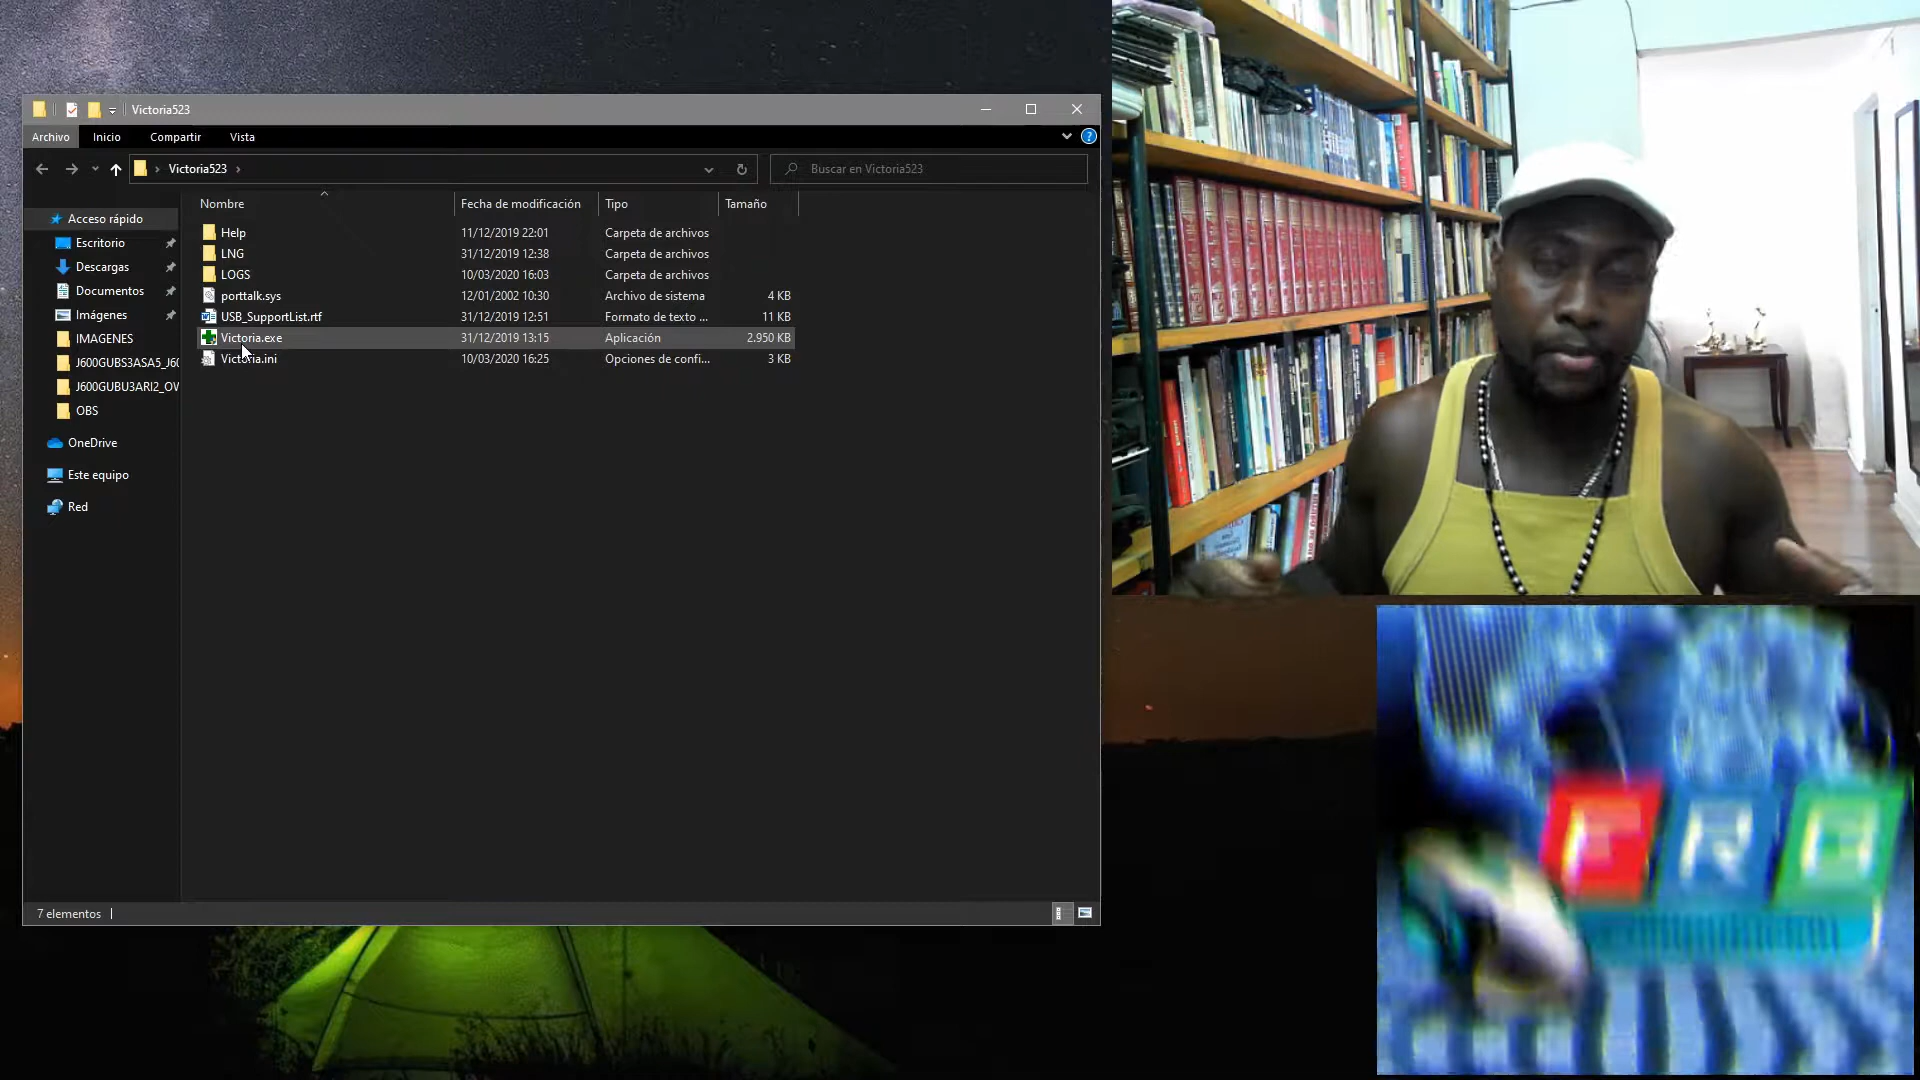 Victoria523
Archivo Inicio Compartir Vista
Victoria523
Buscar en Victoria523
Nombre Fecha de modificación Tipo Tamaño
Acceso rápido
Escritorio
Descargas
Documentos
Imágenes
IMAGENES
J600GUBS3ASA5_J60
J600GUBU3ARI2_OW
OBS
OneDrive
Este equipo
Red
Help 11/12/2019 22:01 Carpeta de archivos
LNG 31/12/2019 12:38 Carpeta de archivos
LOGS 10/03/2020 16:03 Carpeta de archivos
porttalk.sys 12/01/2002 10:30 Archivo de sistema 4 KB
USB_SupportList.rtf 31/12/2019 12:51 Formato de texto ... 11 KB
Victoria.exe 31/12/2019 13:15 Aplicación 2.950 KB
Victoria.ini 10/03/2020 16:25 Opciones de confi... 3 KB
7 elementos